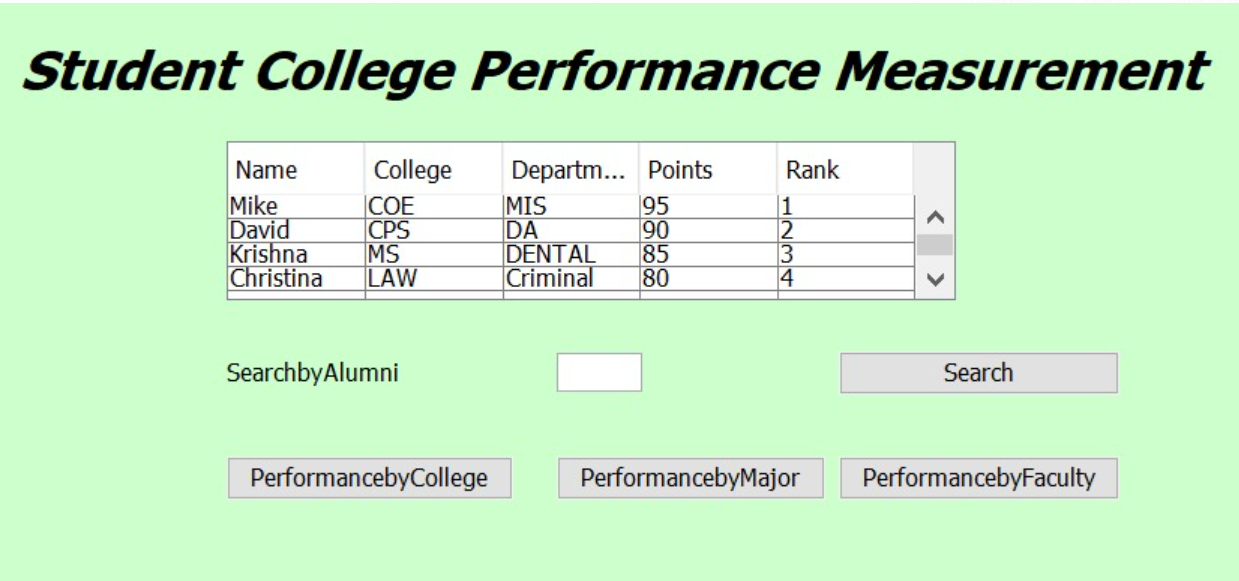 Student College Performance Measurement
Name College Departm... Points Rank
Mike COE MIS 95 1
David CPS DA 90 2
Krishna MS DENTAL 85 3
Christina LAW Criminal 80 4
SearchbyAlumni Search
PerformancebyCollege PerformancebyMajor PerformancebyFaculty